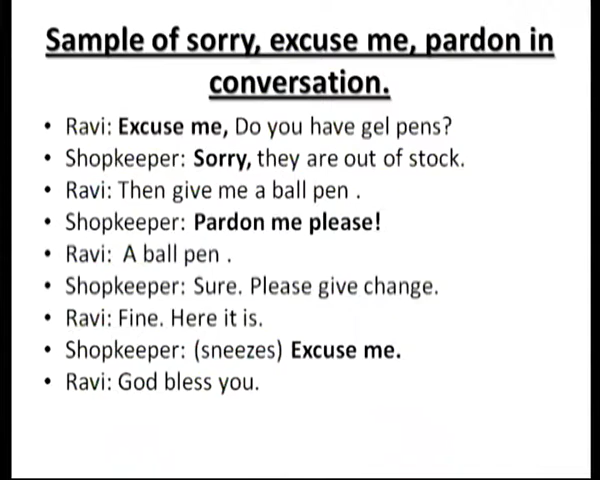 Sample of sorry, excuse me, pardon in
conversation.
• Ravi: Excuse me, Do you have gel pens?
• Shopkeeper: Sorry, they are out of stock.
• Ravi: Then give me a ball pen .
• Shopkeeper: Pardon me please!
• Ravi:  A ball pen .
• Shopkeeper: Sure. Please give change.
• Ravi: Fine. Here it is.
• Shopkeeper: (sneezes) Excuse me.
• Ravi: God bless you.